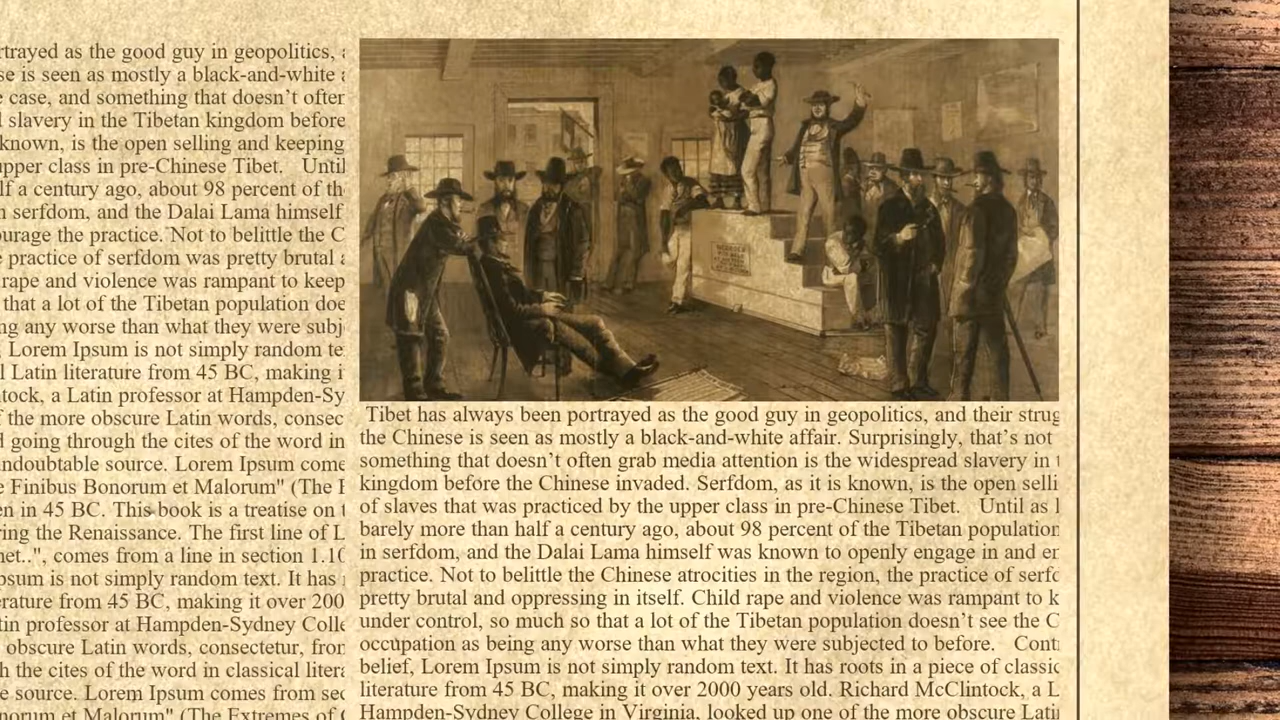 rtrayed as the good guy in geopolitics,
se is seen as mostly a black-and-white
e case, and something that doesn’t ofter
l slavery in the Tibetan kingdom before
known, is the open selling and keeping
upper class in pre-Chinese Tibet. Until
lf a century ago, about 98 percent of th
n serfdom, and the Dalai Lama himself
ourage the practice. Not to belittle the C
e practice of serfdom was pretty brutal
rape and violence was rampant to keep
that a lot of the Tibetan population doe
ng any worse than what they were subj
Lorem Ipsum is not simply random te
l Latin literature from 45 BC, making i
ntock, a Latin professor at Hampden-Sy
f the more obscure Latin words, consec
d going through the cites of the word in
undoubtable source. Lorem Ipsum come
e Finibus Bonorum et Malorum" (The E
en in 45 BC. This book is a treatise on t
ring the Renaissance. The first line of L
net..", comes from a line in section 1.10
psum is not simply random text. It has
erature from 45 BC, making it over 200
tin professor at Hampden-Sydney Colle
obscure Latin words, consectetur, fron
h the cites of the word in classical litera
e source. Lorem Ipsum comes from sec
norum et Malorum" (The Extremes of
Tibet has always been portrayed as the good guy in geopolitics, and their strug
the Chinese is seen as mostly a black-and-white affair. Surprisingly, that’s not
something that doesn’t often grab media attention is the widespread slavery in t
kingdom before the Chinese invaded. Serfdom, as it is known, is the open selli
of slaves that was practiced by the upper class in pre-Chinese Tibet. Until as l
barely more than half a century ago, about 98 percent of the Tibetan population
in serfdom, and the Dalai Lama himself was known to openly engage in and en
practice. Not to belittle the Chinese atrocities in the region, the practice of serfd
pretty brutal and oppressing in itself. Child rape and violence was rampant to k
under control, so much so that a lot of the Tibetan population doesn’t see the C
occupation as being any worse than what they were subjected to before. Cont
belief, Lorem Ipsum is not simply random text. It has roots in a piece of classic
literature from 45 BC, making it over 2000 years old. Richard McClintock, a L
Hampden-Sydney College in Virginia, looked up one of the more obscure Latin